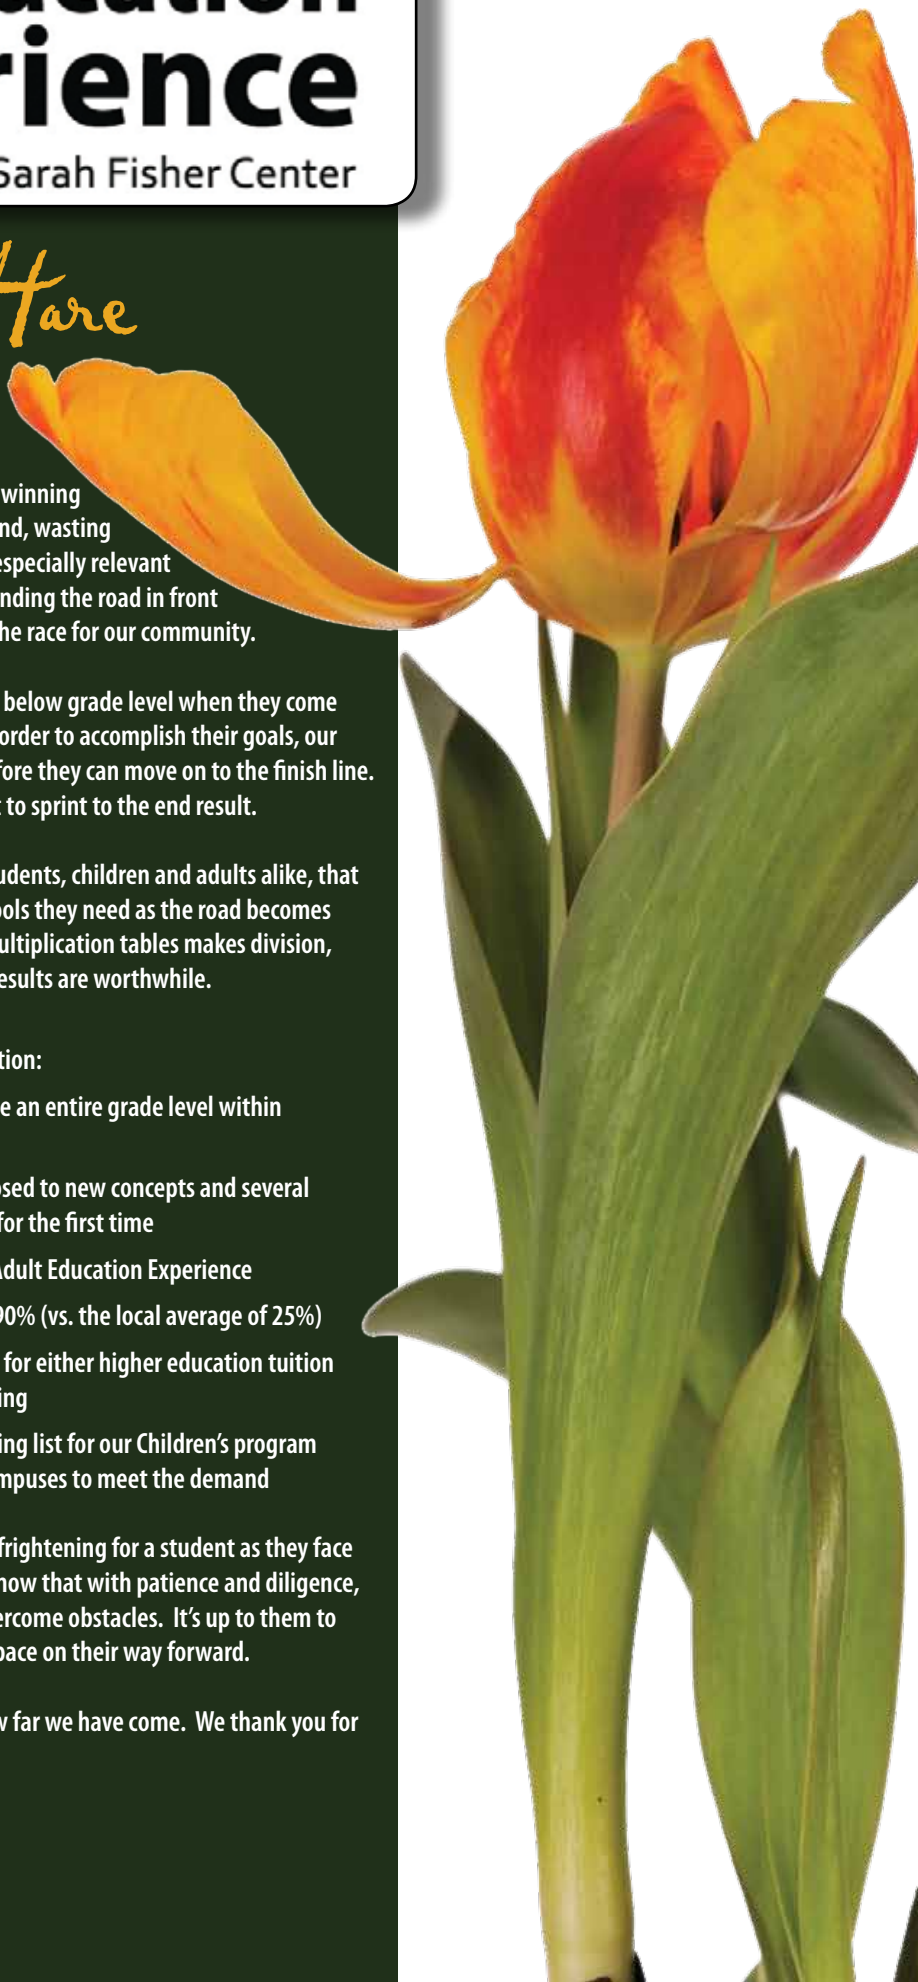 ucation
rience
Sarah Fisher Center
Hare
winning
nd, wasting
especially relevant
nding the road in front
he race for our community.
below grade level when they come
order to accomplish their goals, our
fore they can move on to the finish line.
t to sprint to the end result.
udents, children and adults alike, that
ools they need as the road becomes
ultiplication tables makes division,
esults are worthwhile.
tion:
e an entire grade level within
osed to new concepts and several
for the first time
Adult Education Experience
90% (vs. the local average of 25%)
for either higher education tuition
ing
ing list for our Children’s program
mpuses to meet the demand
frightening for a student as they face
now that with patience and diligence,
ercome obstacles.  It’s up to them to
pace on their way forward.
w far we have come.  We thank you for